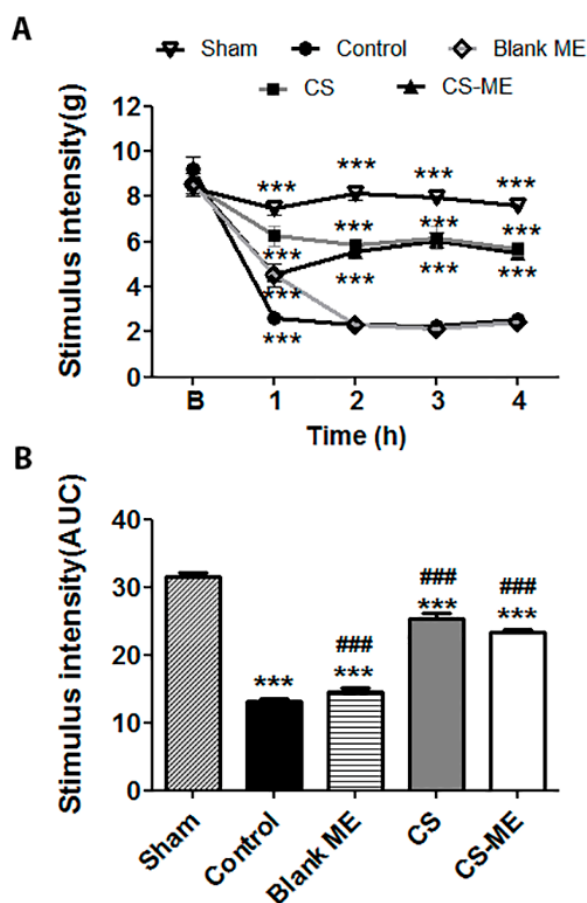 A
Sham Control Blank ME
CS CS-ME
Stimulus intensity(g)
12
10
8
6
4
2
0
*** *** *** ***
*** *** *** ***
*** *** *** ***
***
B 1 2 3 4
Time (h)
B
Stimulus intensity(AUC)
40
30
20
10
0
### ###
### *** ***
*** ***
Sham Control Blank ME CS CS-ME